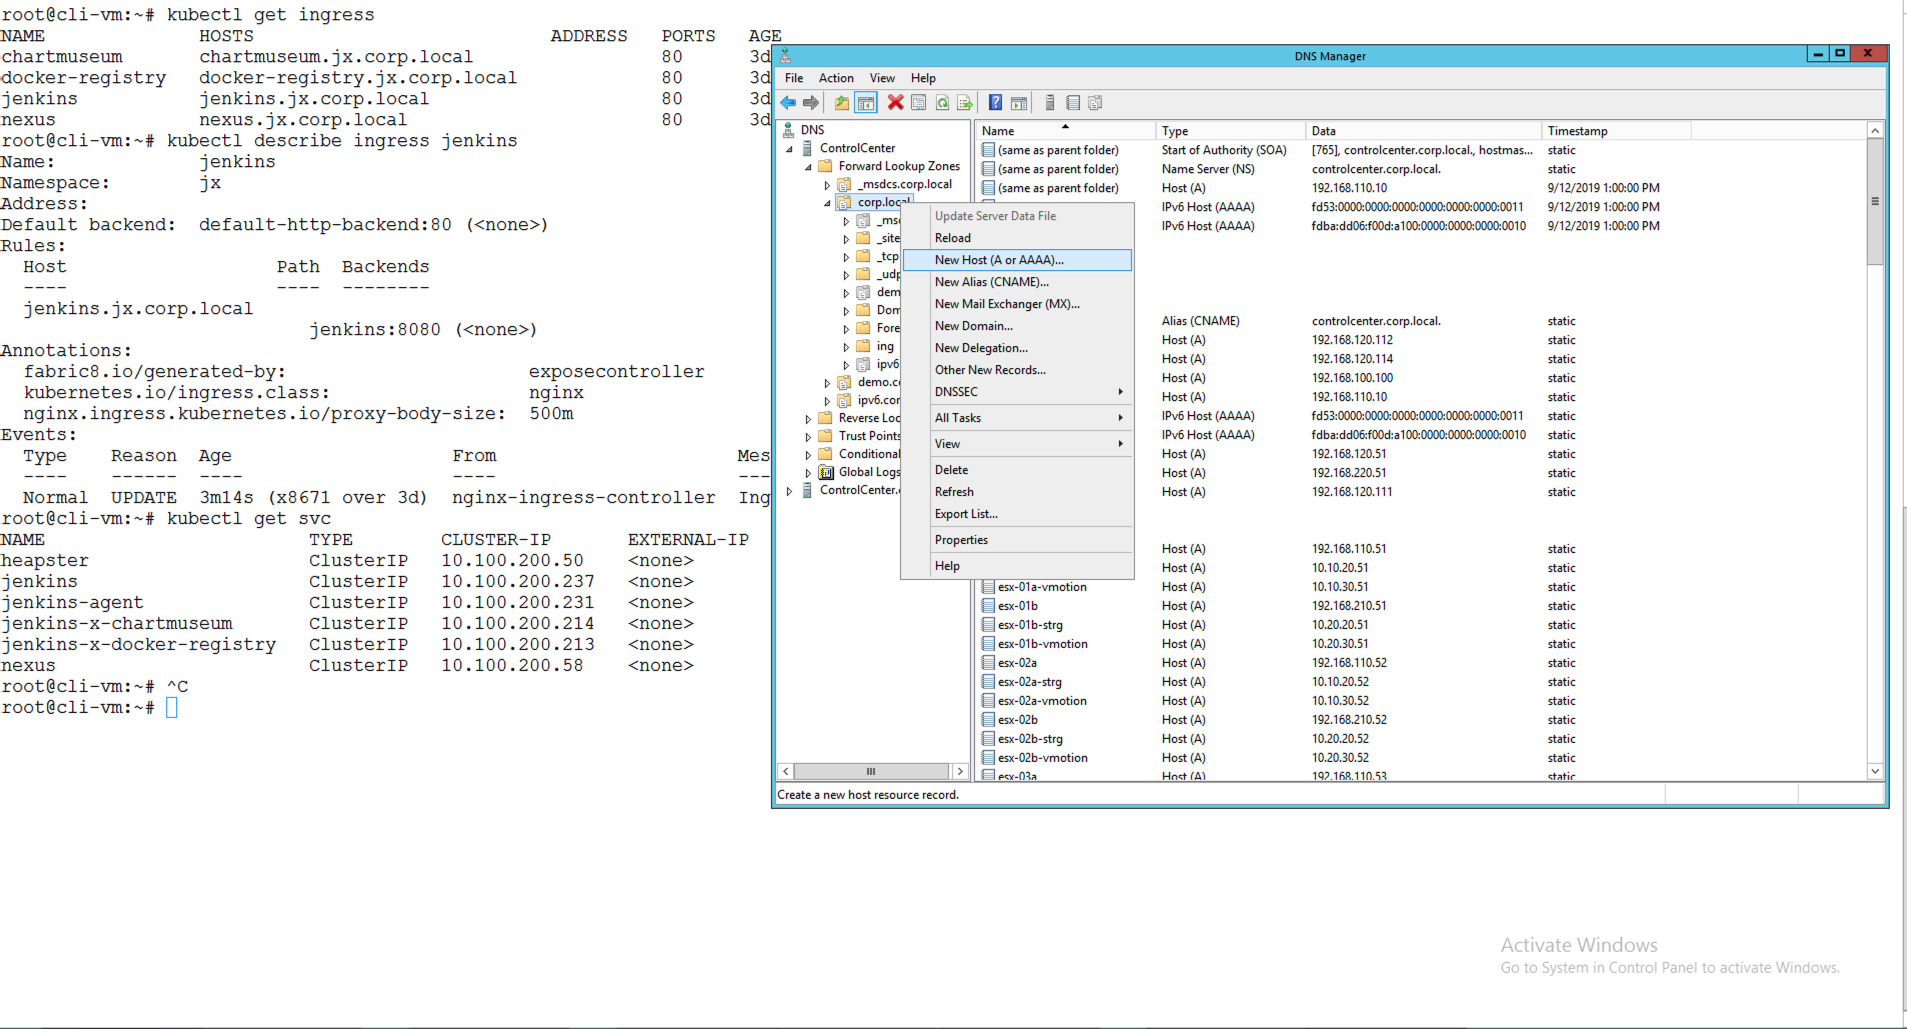 root@cli-vm:~# kubectl get ingress
NAME HOSTS ADDRESS PORTS AGE
chartmuseum chartmuseum.jx.corp.local 80 3d
docker-registry docker-registry.jx.corp.local 80 3d
jenkins jenkins.jx.corp.local 80 3d
nexus nexus.jx.corp.local 80 3d
root@cli-vm:~# kubectl describe ingress jenkins
Name: jenkins
Namespace: jx
Address:
Default backend: default-http-backend:80 (<none>)
Rules:
Host Path Backends
---- ---- --------
jenkins.jx.corp.local
jenkins:8080 (<none>)
Annotations:
fabric8.io/generated-by: exposecontroller
kubernetes.io/ingress.class: nginx
nginx.ingress.kubernetes.io/proxy-body-size: 500m
Events:
Type Reason Age From Mes
---- ------ ---- ---- ---
Normal UPDATE 3m14s (x8671 over 3d) nginx-ingress-controller Ing
root@cli-vm:~# kubectl get svc
NAME TYPE CLUSTER-IP EXTERNAL-IP
heapster ClusterIP 10.100.200.50 <none>
jenkins ClusterIP 10.100.200.237 <none>
jenkins-agent ClusterIP 10.100.200.231 <none>
jenkins-x-chartmuseum ClusterIP 10.100.200.214 <none>
jenkins-x-docker-registry ClusterIP 10.100.200.213 <none>
nexus ClusterIP 10.100.200.58 <none>
root@cli-vm:~# ^C
root@cli-vm:~#
DNS Manager
File Action View Help
DNS
ControlCenter
Forward Lookup Zones
_msdcs.corp.local
corp.local
_msd
_site
_tcp
_udp
dem
Dom
Fore
ing
ipv6
demo.co
ipv6.cor
Reverse Loo
Trust Points
Conditional
Global Logs
ControlCenter.c
Update Server Data File
Reload
New Host (A or AAAA)...
New Alias (CNAME)...
New Mail Exchanger (MX)...
New Domain...
New Delegation...
Other New Records...
DNSSEC
All Tasks
View
Delete
Refresh
Export List...
Properties
Help
Name Type Data Timestamp
(same as parent folder) Start of Authority (SOA) [765], controlcenter.corp.local., hostmas... static
(same as parent folder) Name Server (NS) controlcenter.corp.local. static
(same as parent folder) Host (A) 192.168.110.10 9/12/2019 1:00:00 PM
IPv6 Host (AAAA) fd53:0000:0000:0000:0000:0000:0000:0011 9/12/2019 1:00:00 PM
IPv6 Host (AAAA) fdba:dd06:f00d:a100:0000:0000:0000:0010 9/12/2019 1:00:00 PM
Alias (CNAME) controlcenter.corp.local. static
Host (A) 192.168.120.112 static
Host (A) 192.168.120.114 static
Host (A) 192.168.100.100 static
Host (A) 192.168.110.10 static
IPv6 Host (AAAA) fd53:0000:0000:0000:0000:0000:0000:0011 static
IPv6 Host (AAAA) fdba:dd06:f00d:a100:0000:0000:0000:0010 static
Host (A) 192.168.120.51 static
Host (A) 192.168.220.51 static
Host (A) 192.168.120.111 static
Host (A) 192.168.110.51 static
Host (A) 10.10.20.51 static
esx-01a-vmotion Host (A) 10.10.30.51 static
esx-01b Host (A) 192.168.210.51 static
esx-01b-strg Host (A) 10.20.20.51 static
esx-01b-vmotion Host (A) 10.20.30.51 static
esx-02a Host (A) 192.168.110.52 static
esx-02a-strg Host (A) 10.10.20.52 static
esx-02a-vmotion Host (A) 10.10.30.52 static
esx-02b Host (A) 192.168.210.52 static
esx-02b-strg Host (A) 10.20.20.52 static
esx-02b-vmotion Host (A) 10.20.30.52 static
esx-03a Host (A) 192.168.110.53 static
Create a new host resource record.
Activate Windows
Go to System in Control Panel to activate Windows.